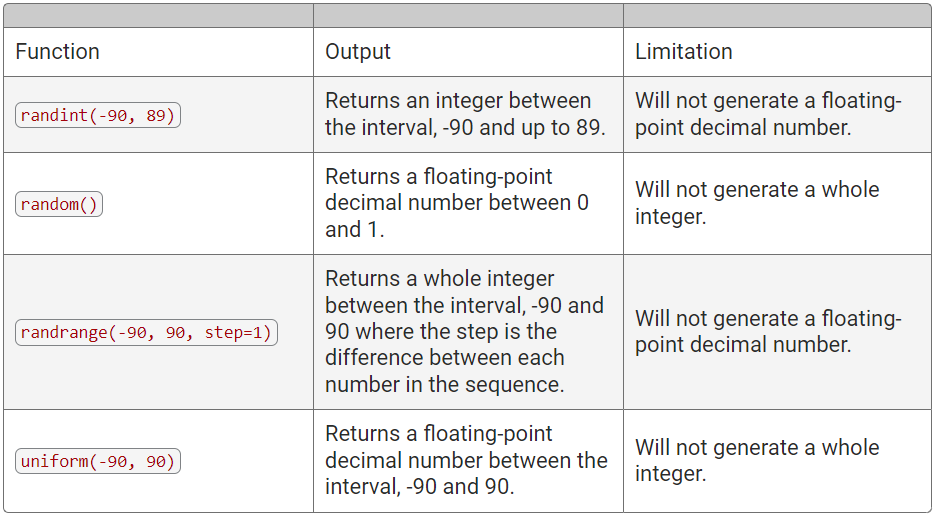 Function
Output
Limitation
randint(-90, 89)
Returns an integer between
the interval, -90 and up to 89.
Will not generate a floating-
point decimal number.
random()
Returns a floating-point
decimal number between 0
and 1.
Will not generate a whole
integer.
randrange(-90, 90, step=1)
Returns a whole integer
between the interval, -90 and
90 where the step is the
difference between each
number in the sequence.
Will not generate a floating-
point decimal number.
uniform(-90, 90)
Returns a floating-point
decimal number between the
interval, -90 and 90.
Will not generate a whole
integer.